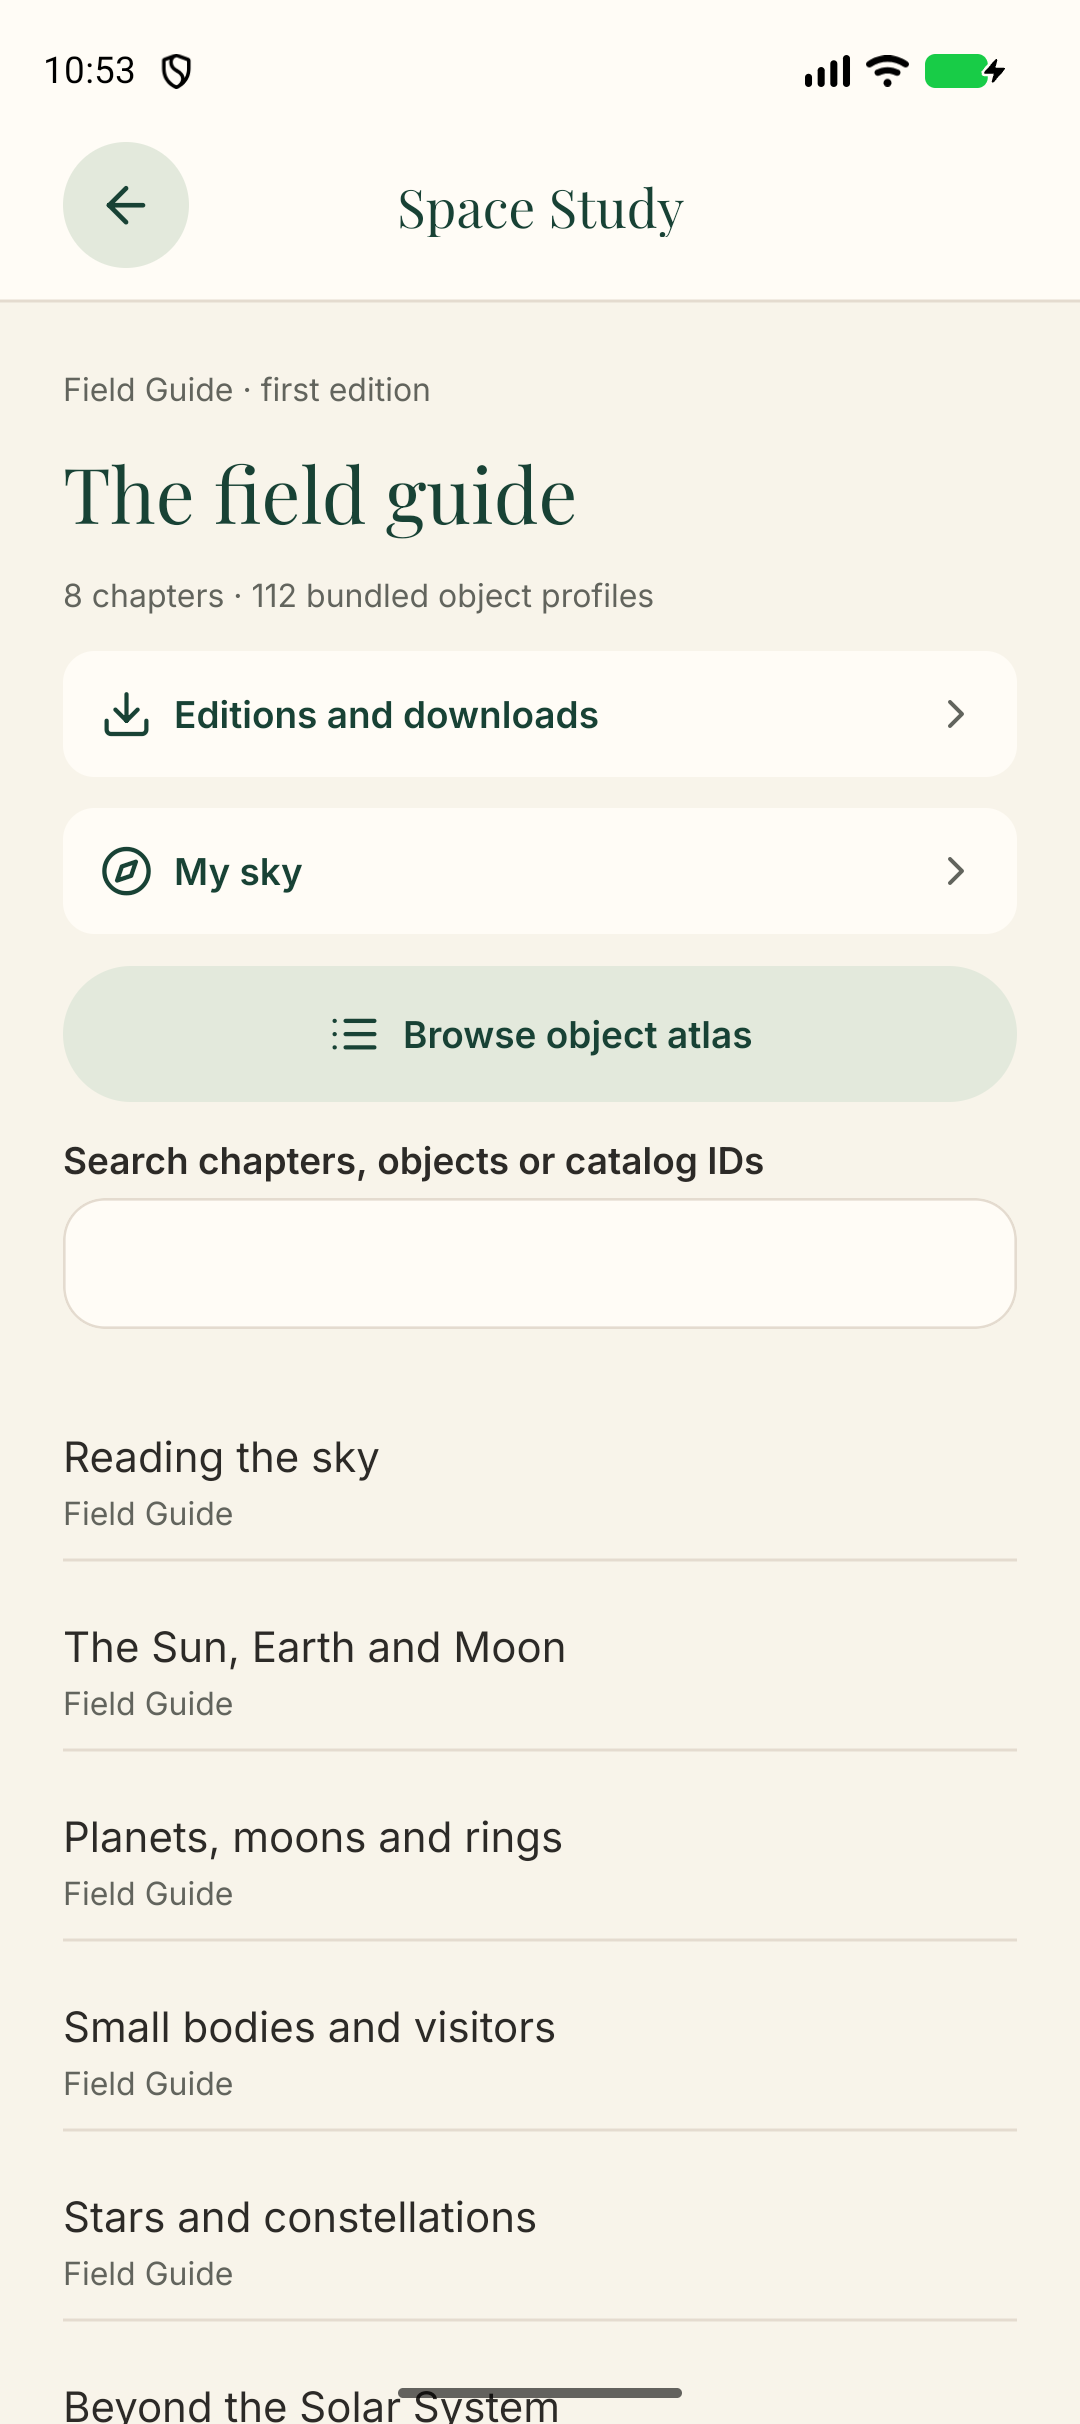 10:53
Space Study
Field Guide · first edition
The field guide
8 chapters · 112 bundled object profiles
Editions and downloads
My sky
Browse object atlas
Search chapters, objects or catalog IDs
Reading the sky
Field Guide
The Sun, Earth and Moon
Field Guide
Planets, moons and rings
Field Guide
Small bodies and visitors
Field Guide
Stars and constellations
Field Guide
Beyond the Solar System